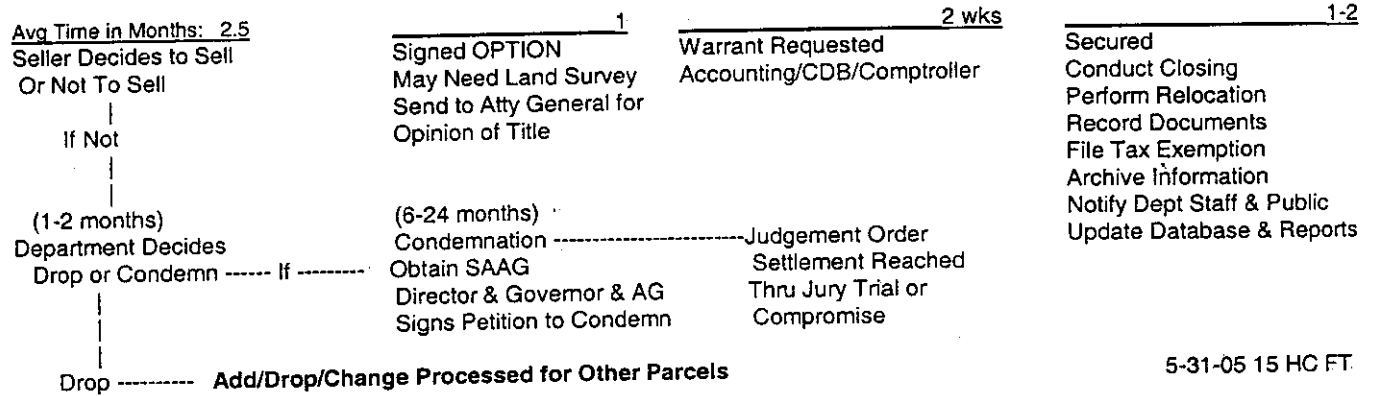 Avg Time in Months: 2.5
Seller Decides to Sell
Or Not To Sell
If Not
(1-2 months)
Department Decides
Drop or Condemn ------ If ---------
Drop ---------- Add/Drop/Change Processed for Other Parcels
1
Signed OPTION
May Need Land Survey
Send to Atty General for
Opinion of Title
(6-24 months)
Condemnation -------------------------Judgement Order
Obtain SAAG
Director & Governor & AG
Signs Petition to Condemn
Settlement Reached
Thru Jury Trial or
Compromise
2 wks
Warrant Requested
Accounting/CDB/Comptroller
1-2
Secured
Conduct Closing
Perform Relocation
Record Documents
File Tax Exemption
Archive Information
Notify Dept Staff & Public
Update Database & Reports
5-31-05 15 HC FT